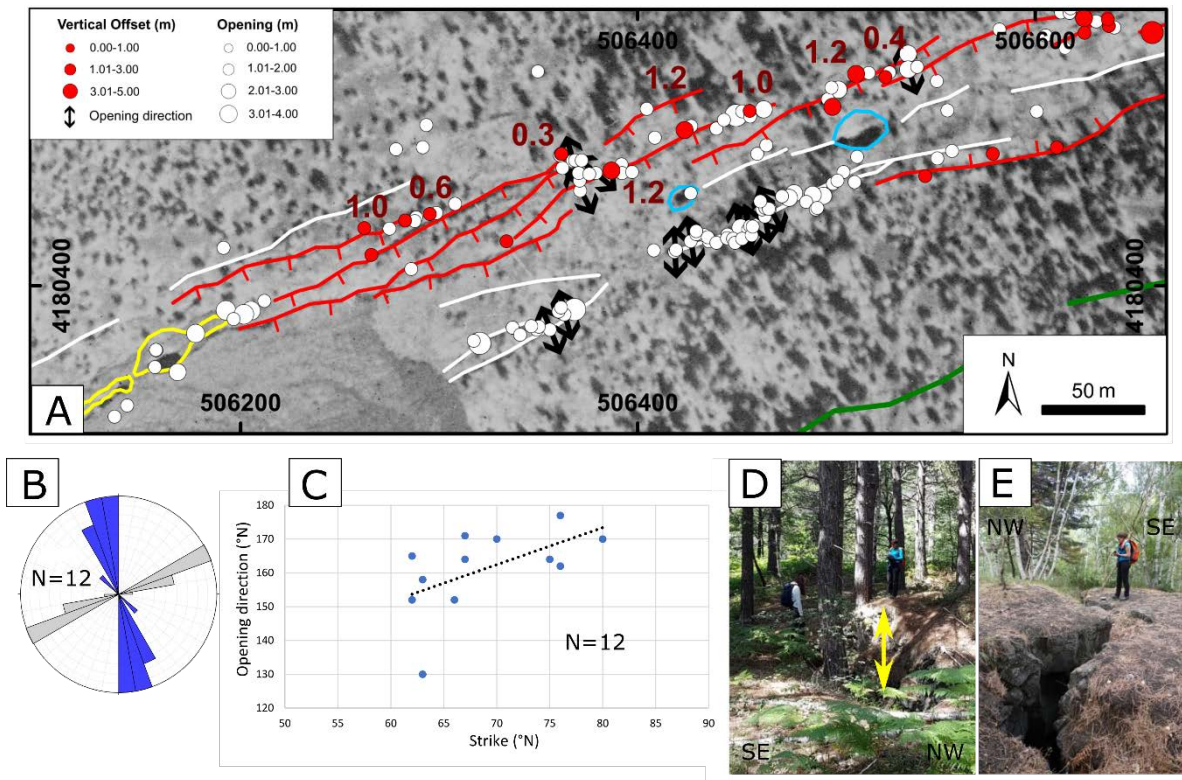 Vertical Offset (m)
0.00-1.00
1.01-3.00
3.01-5.00
Opening direction
Opening (m)
0.00-1.00
1.01-2.00
2.01-3.00
3.01-4.00
506400
506600
1.2
1.0
1.2
0.4
0.3
1.2
1.0
0.6
4180400
4180400
506200
506400
A
N
50 m
B
N=12
C
Opening direction (°N)
180
170
160
150
140
130
120
N=12
50
55
60
65
70
75
80
85
90
Strike (°N)
D
SE
NW
E
NW
SE